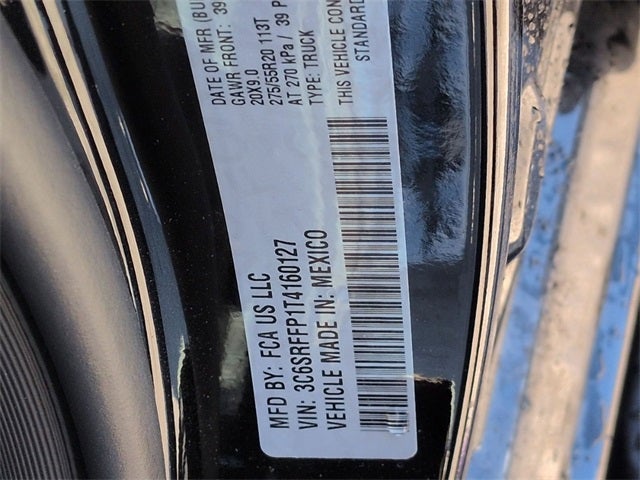 MFD BY: FCA US LLC
VIN: 3C6SRFFP1T4160127
VEHICLE MADE IN: MEXICO
DATE OF MFR (BU
GAWR FRONT: 39
20X9.0
275/55R20 113T
AT 270 kPa / 39 P
TYPE: TRUCK
THIS VEHICLE CON
STANDARD